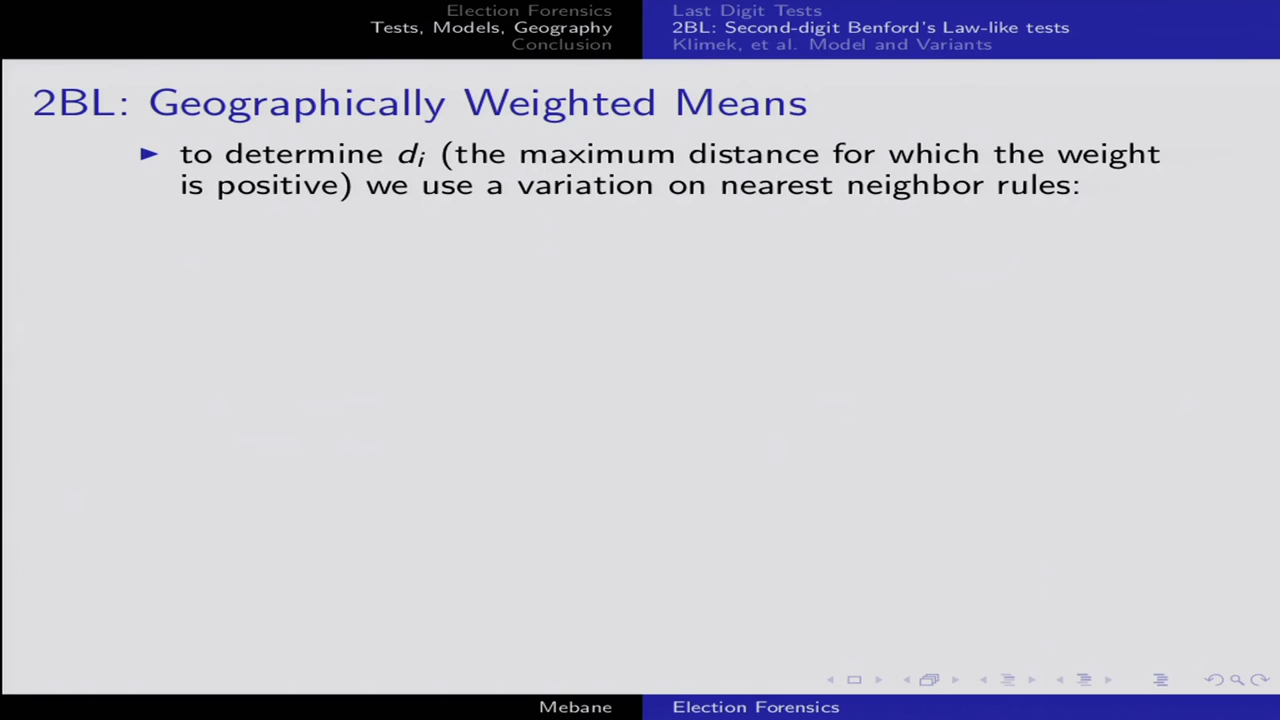 Election Forensics
Tests, Models, Geography
Conclusion
Last Digit Tests
2BL: Second-digit Benford's Law-like tests
Klimek, et al. Model and Variants
2BL: Geographically Weighted Means
to determine dᵢ (the maximum distance for which the weight
is positive) we use a variation on nearest neighbor rules:
Mebane
Election Forensics